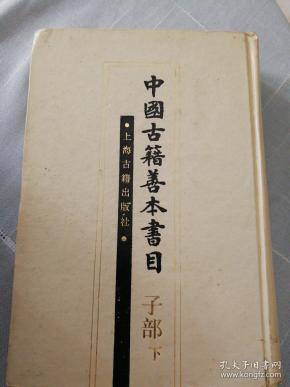 中國古籍善本書目
子部 下
•上海古籍出版社•
孔夫子旧书网